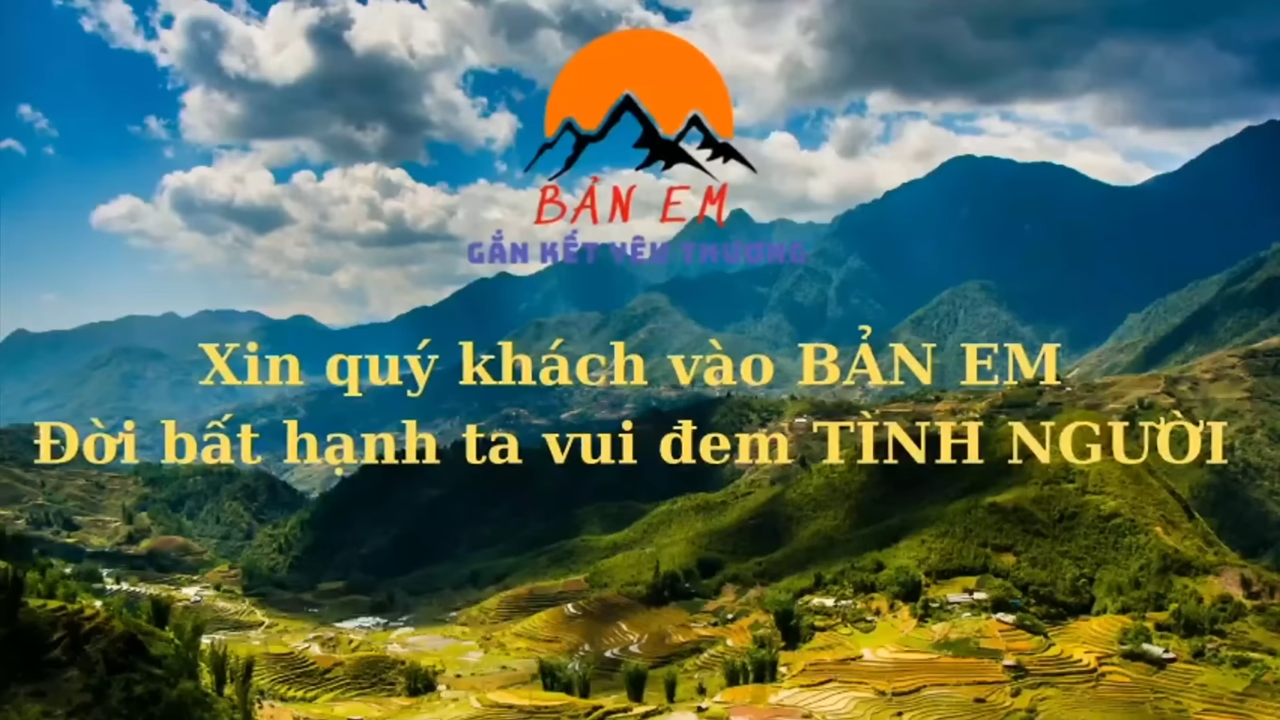 BẢN EM
GẮN KẾT YÊU THƯƠNG
Xin quý khách vào BẢN EM
Đời bất hạnh ta vui đem TÌNH NGƯỜI